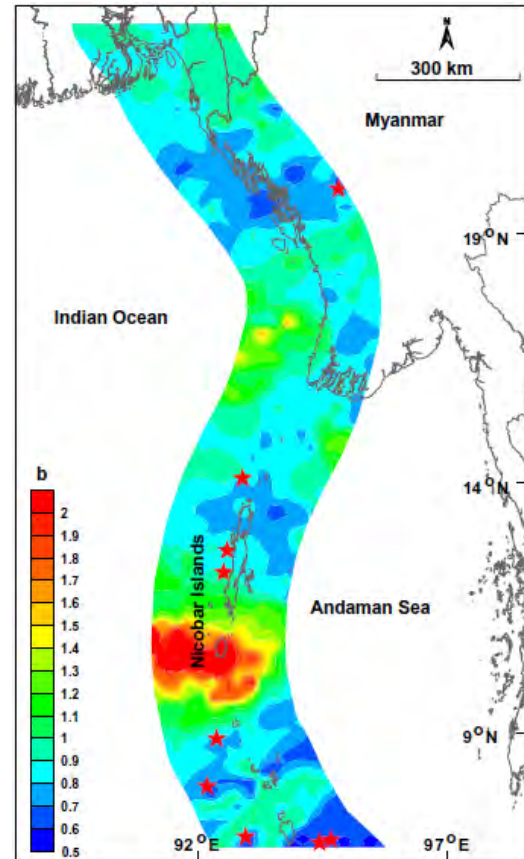 N
300 km
Myanmar
19°N
Indian Ocean
14°N
b
2
1.9
1.8
1.7
1.6
1.5
1.4
1.3
1.2
1.1
1
0.9
0.8
0.7
0.6
0.5
Nicobar Islands
Andaman Sea
9°N
92°E
97°E